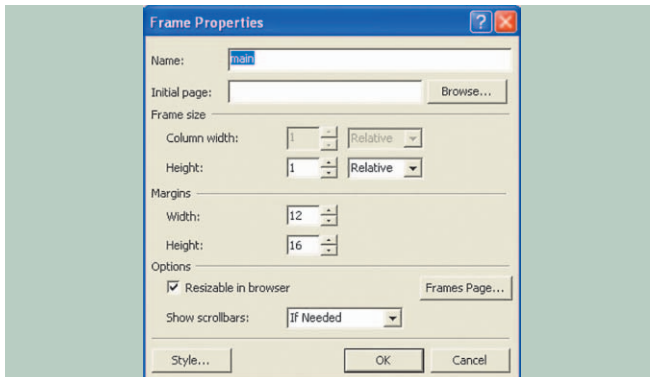 Frame Properties
Name: main
Initial page: Browse...
Frame size
Column width: 1 Relative
Height: 1 Relative
Margins
Width: 12
Height: 16
Options
Resizable in browser Frames Page...
Show scrollbars: If Needed
Style... OK Cancel